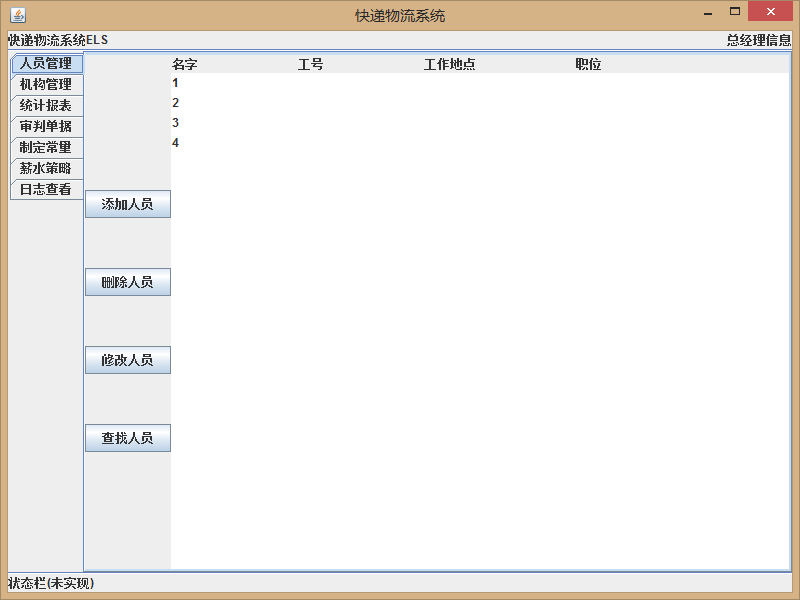 快递物流系统
快递物流系统ELS 总经理信息
人员管理
机构管理
统计报表
审判单据
制定常量
薪水策略
日志查看
名字 工号 工作地点 职位
1
2
3
4
添加人员
删除人员
修改人员
查找人员
状态栏(未实现)